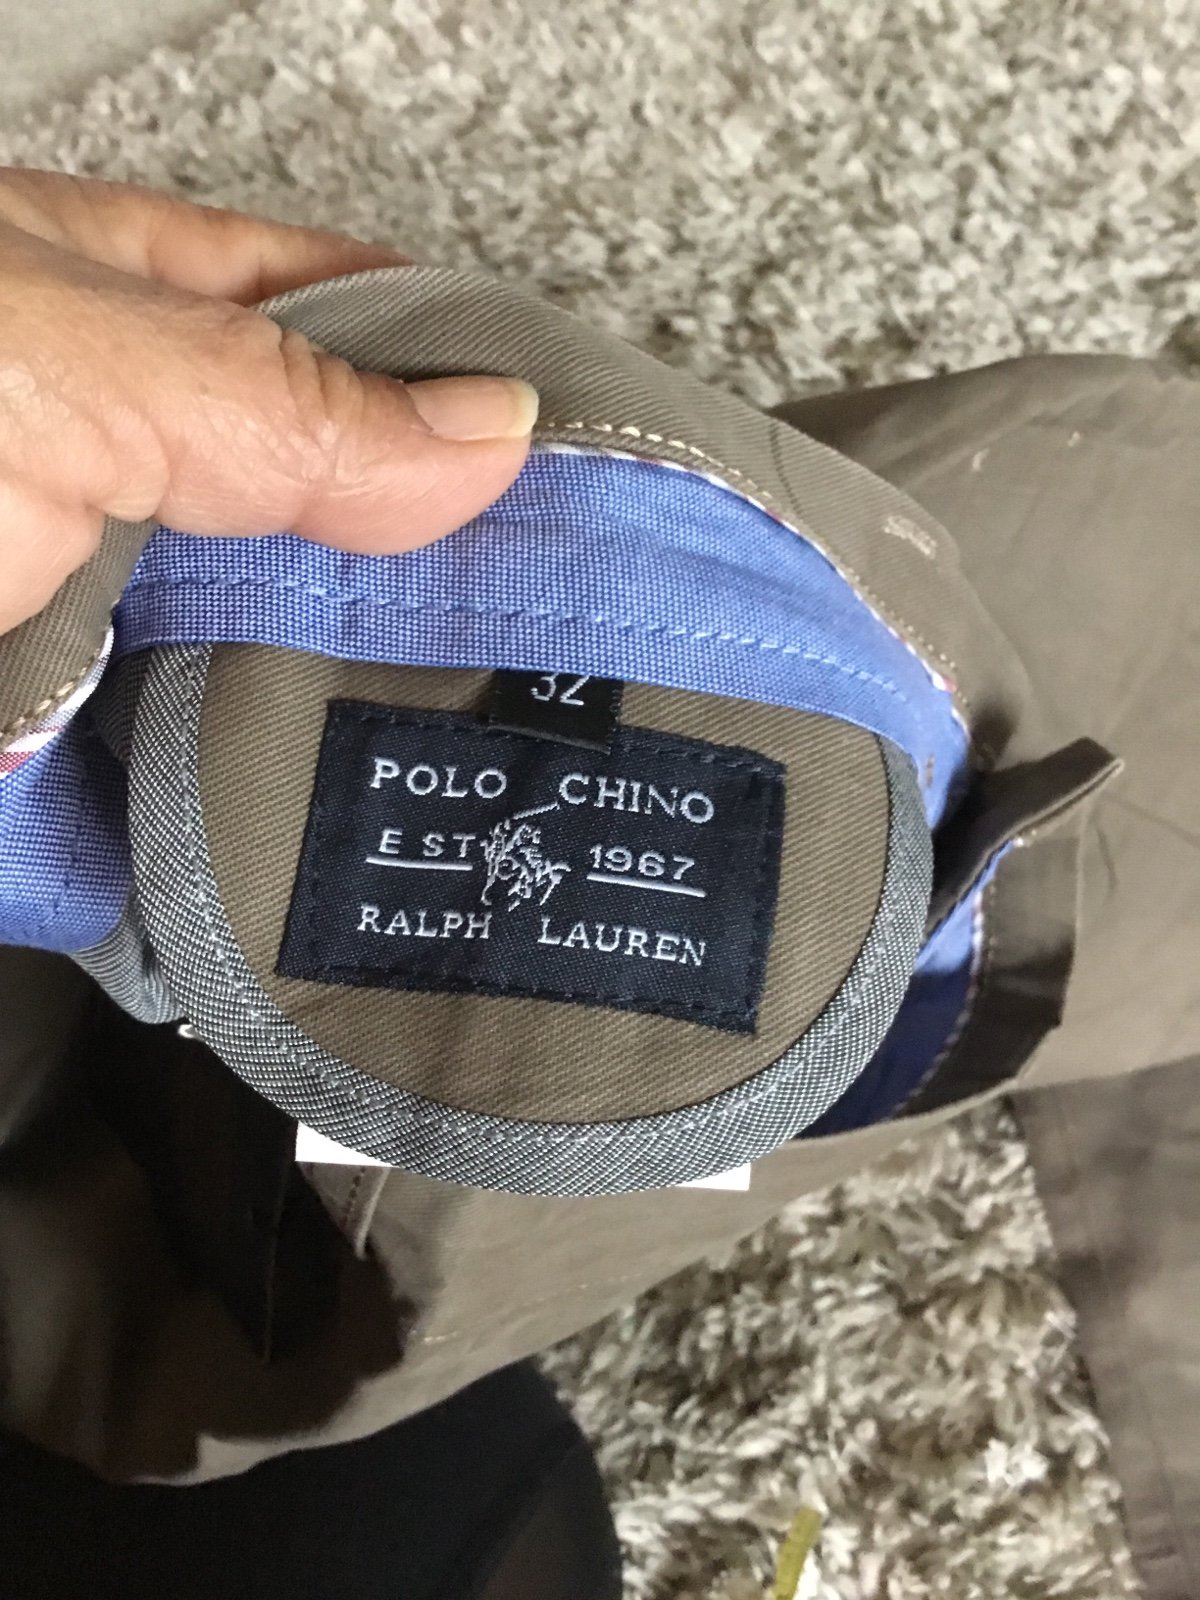 32
POLO CHINO
EST 1967
RALPH LAUREN